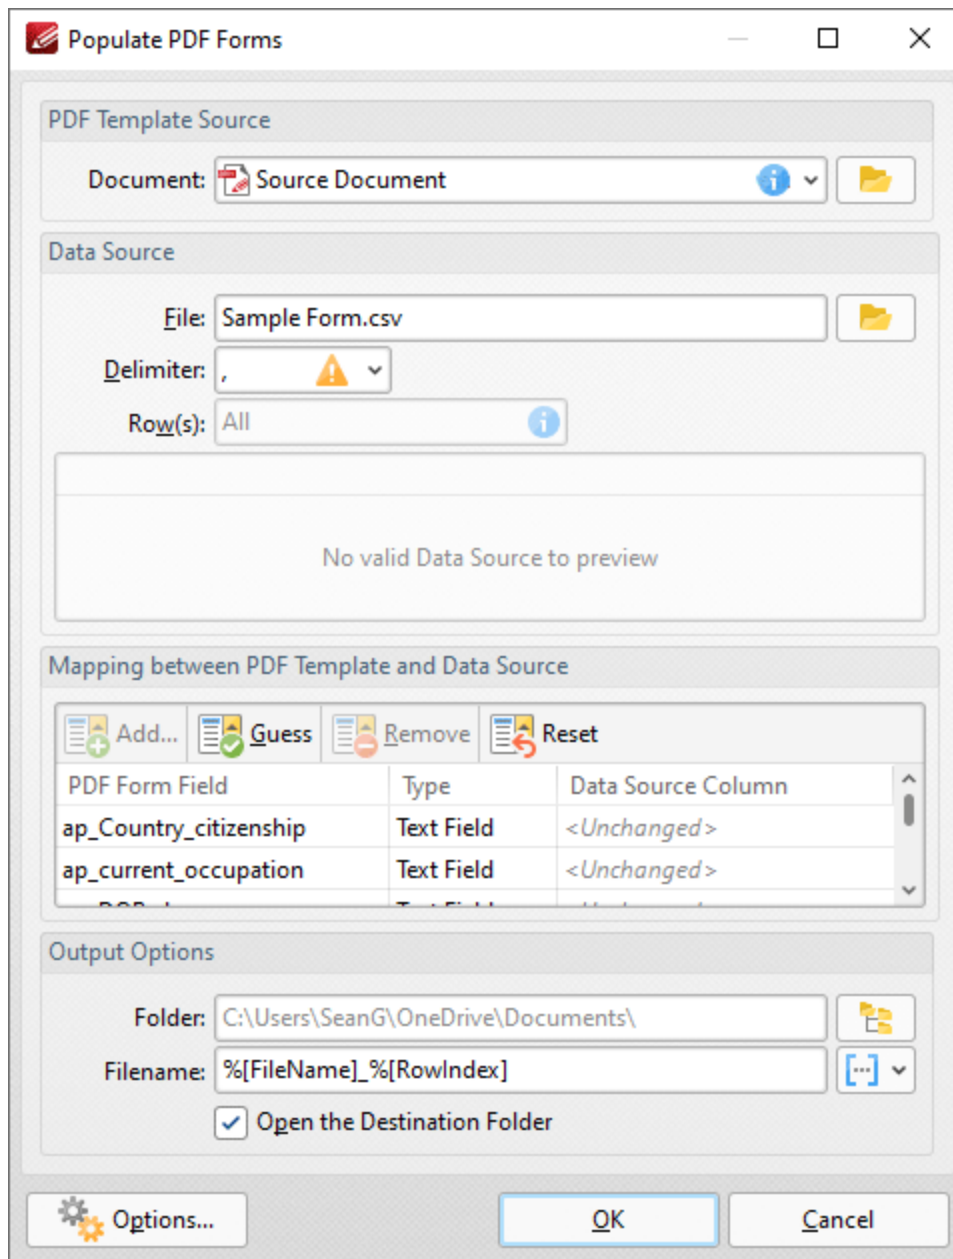 Populate PDF Forms
PDF Template Source
Document: Source Document
Data Source
File: Sample Form.csv
Delimiter: ,
Row(s): All
No valid Data Source to preview
Mapping between PDF Template and Data Source
Add... Guess Remove Reset
PDF Form Field Type Data Source Column
ap_Country_citizenship Text Field <Unchanged>
ap_current_occupation Text Field <Unchanged>
Output Options
Folder: C:\Users\SeanG\OneDrive\Documents\
Filename: %[FileName]_%[RowIndex]
Open the Destination Folder
Options... OK Cancel